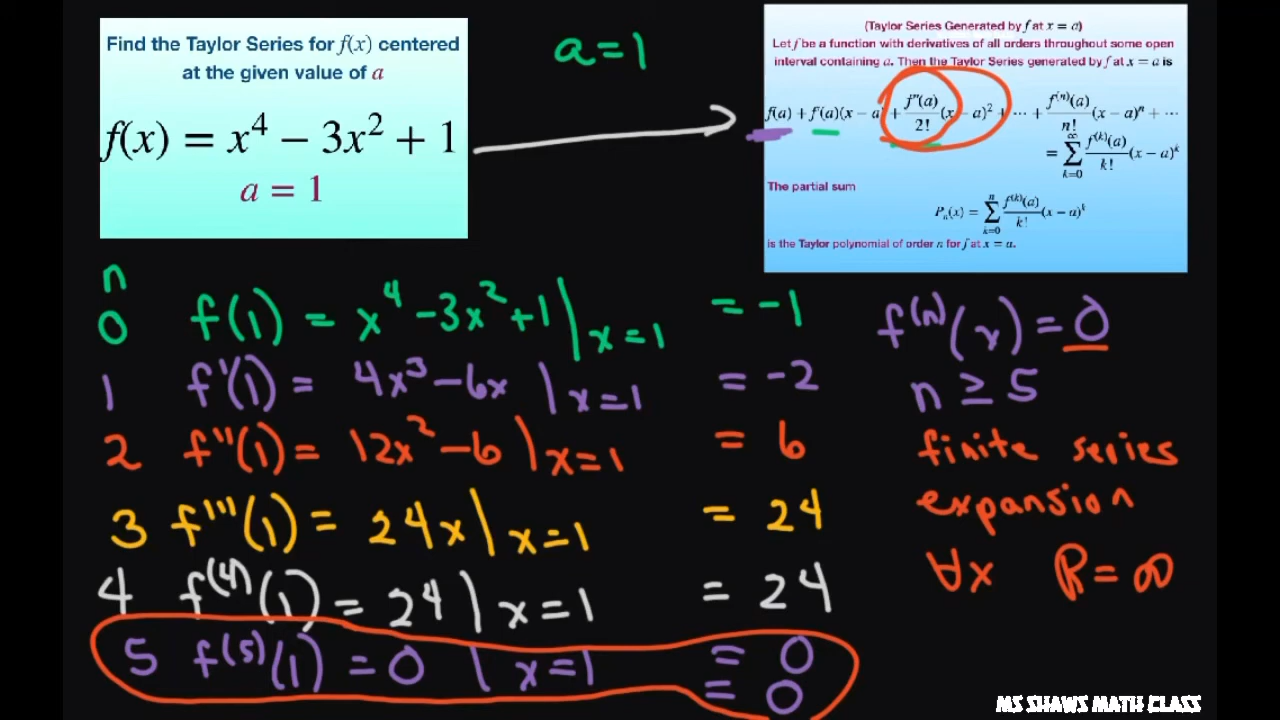 Find the Taylor Series for f(x) centered
at the given value of a
f(x) = x⁴ − 3x² + 1
a = 1
a=1
(Taylor Series Generated by f at x = a)
Let f be a function with derivatives of all orders throughout some open
interval containing a. Then the Taylor Series generated by f at x = a is
f(a) + f'(a)(x − a) + f''(a)/2! (x − a)² + ⋯ + f⁽ⁿ⁾(a)/n! (x − a)ⁿ + ⋯
= ∑ k=0 ∞ f⁽ᵏ⁾(a)/k! (x − a)ᵏ
The partial sum
Pₙ(x) = ∑ k=0 n f⁽ᵏ⁾(a)/k! (x − a)ᵏ
is the Taylor polynomial of order n for f at x = a.
n
0 f(1) = x⁴ -3x² +1 | x=1 = -1
1 f'(1) = 4x³ -6x | x=1 = -2
2 f''(1) = 12x² -6 | x=1 = 6
3 f'''(1) = 24x | x=1 = 24
4 f⁽⁴⁾(1) = 24 | x=1 = 24
5 f⁽⁵⁾(1) = 0 | x=1 = 0
= 0
f⁽ⁿ⁾(x) = 0
n ≥ 5
finite series
expansion
∀x R = ∞
MS SHAWS MATH CLASS